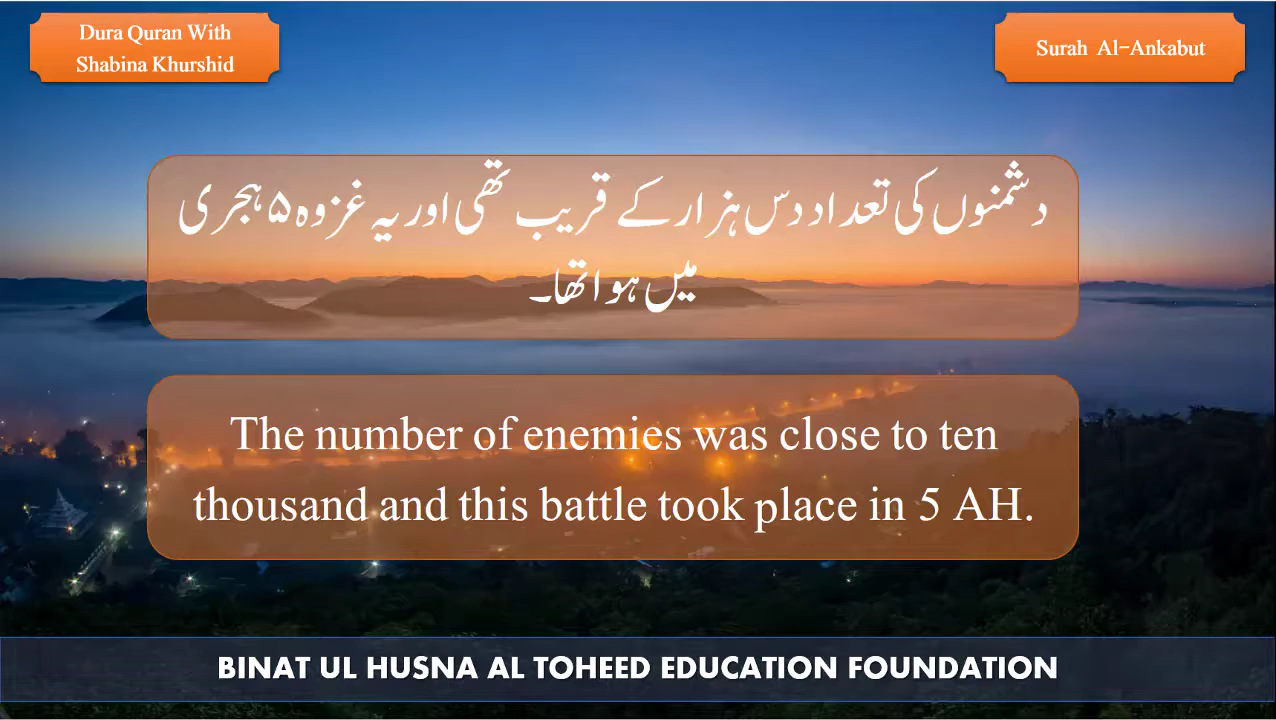 Dura Quran With
Shabina Khurshid
Surah Al-Ankabut
دشمنوں کی تعداد دس ہزار کے قریب تھی اور یہ غزوہ ۵ ہجری
میں ہوا تھا۔
The number of enemies was close to ten
thousand and this battle took place in 5 AH.
BINAT UL HUSNA AL TOHEED EDUCATION FOUNDATION